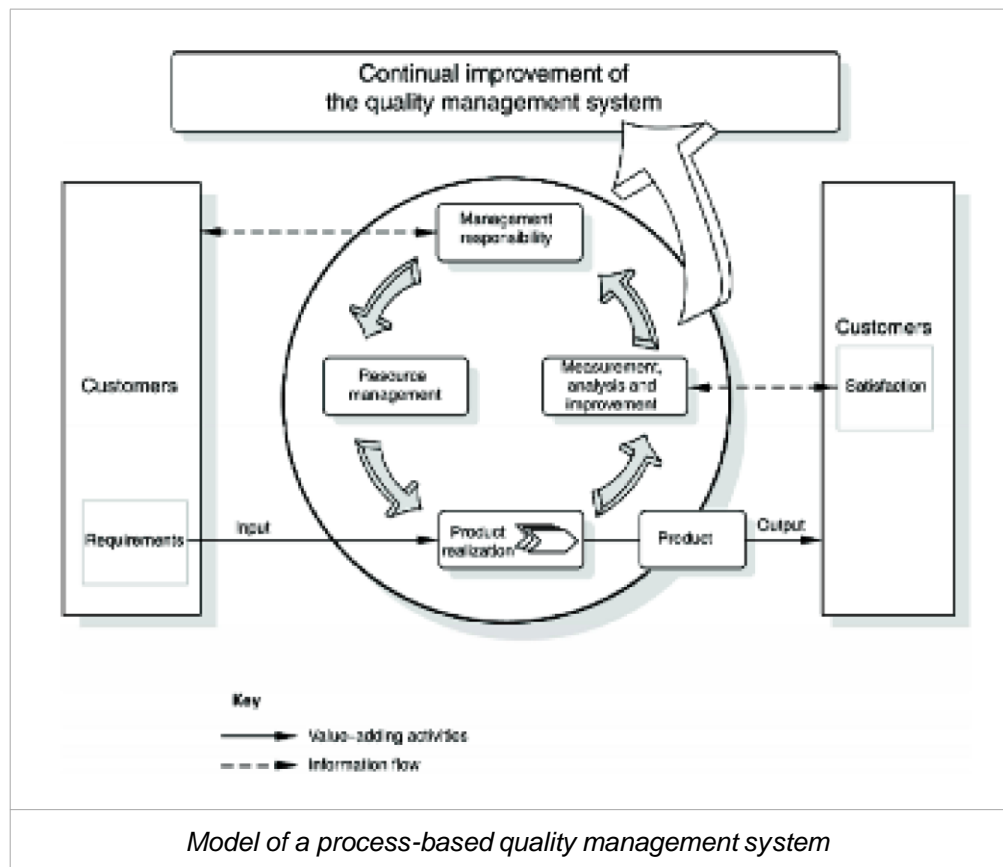 Continual improvement of
the quality management system
Management
responsibility
Customers
Resource
management
Measurement,
analysis and
improvement
Customers
Satisfaction
Requirements
Input
Product
realization
Product
Output
Key
Value-adding activities
Information flow
Model of a process-based quality management system